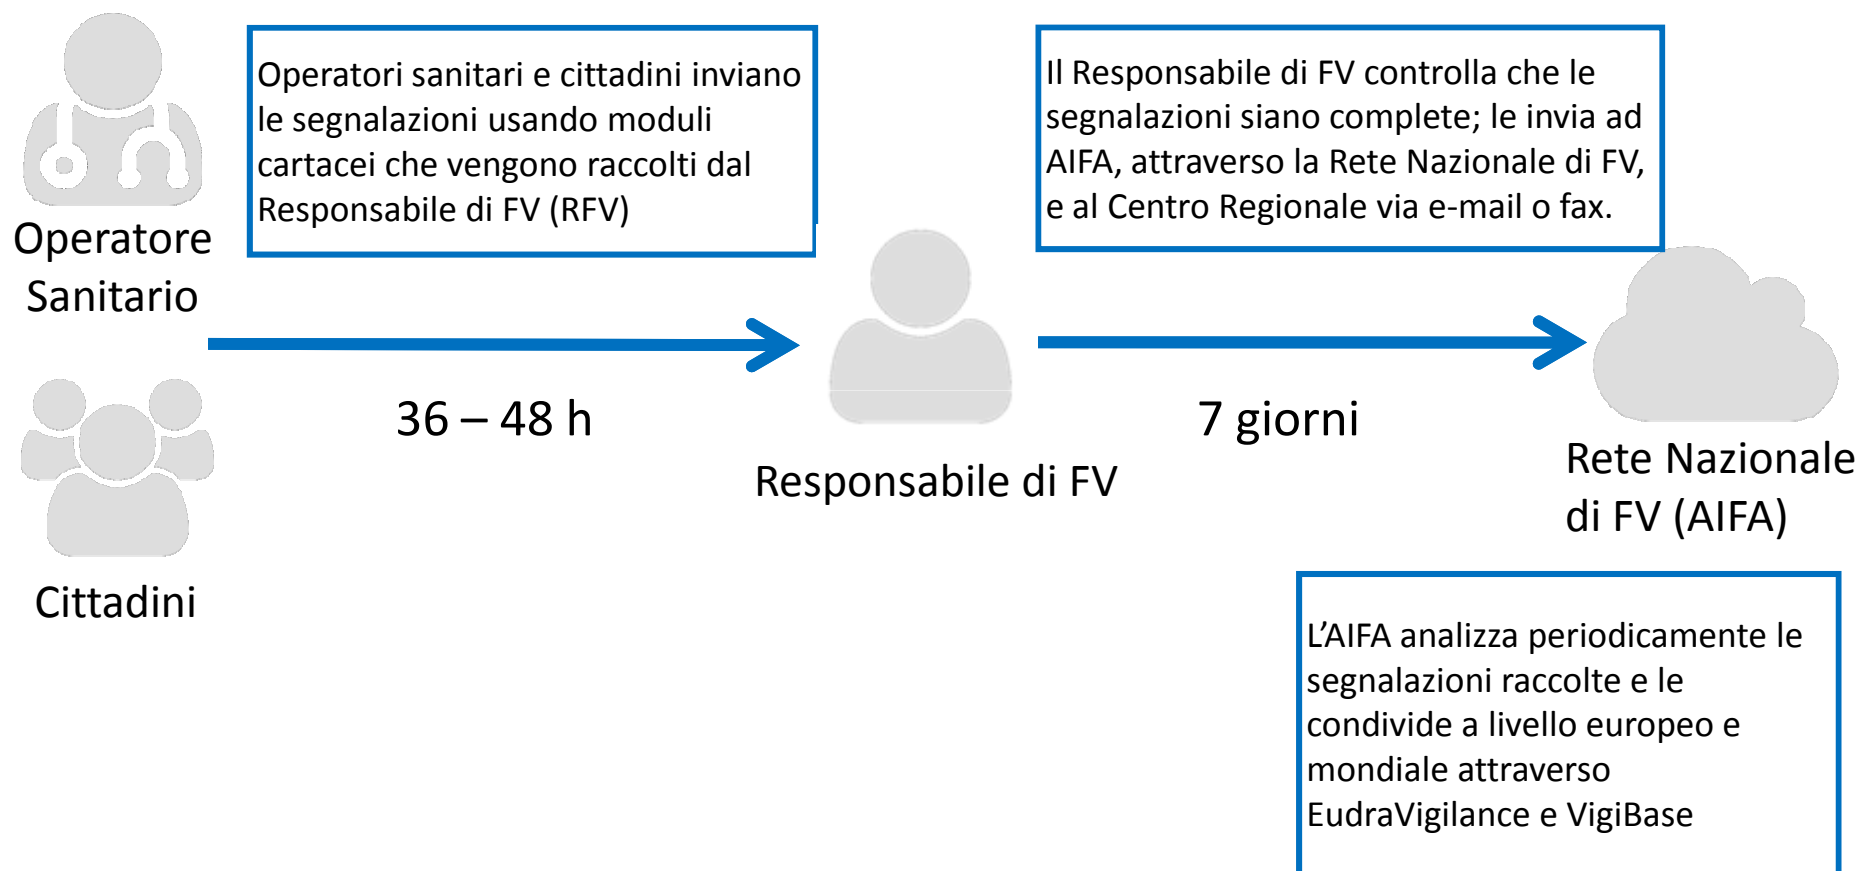 Operatore
Sanitario
Operatori sanitari e cittadini inviano
le segnalazioni usando moduli
cartacei che vengono raccolti dal
Responsabile di FV (RFV)
Il Responsabile di FV controlla che le
segnalazioni siano complete; le invia ad
AIFA, attraverso la Rete Nazionale di FV,
e al Centro Regionale via e-mail o fax.
36 – 48 h
7 giorni
Responsabile di FV
Rete Nazionale
di FV (AIFA)
Cittadini
L’AIFA analizza periodicamente le
segnalazioni raccolte e le
condivide a livello europeo e
mondiale attraverso
EudraVigilance e VigiBase